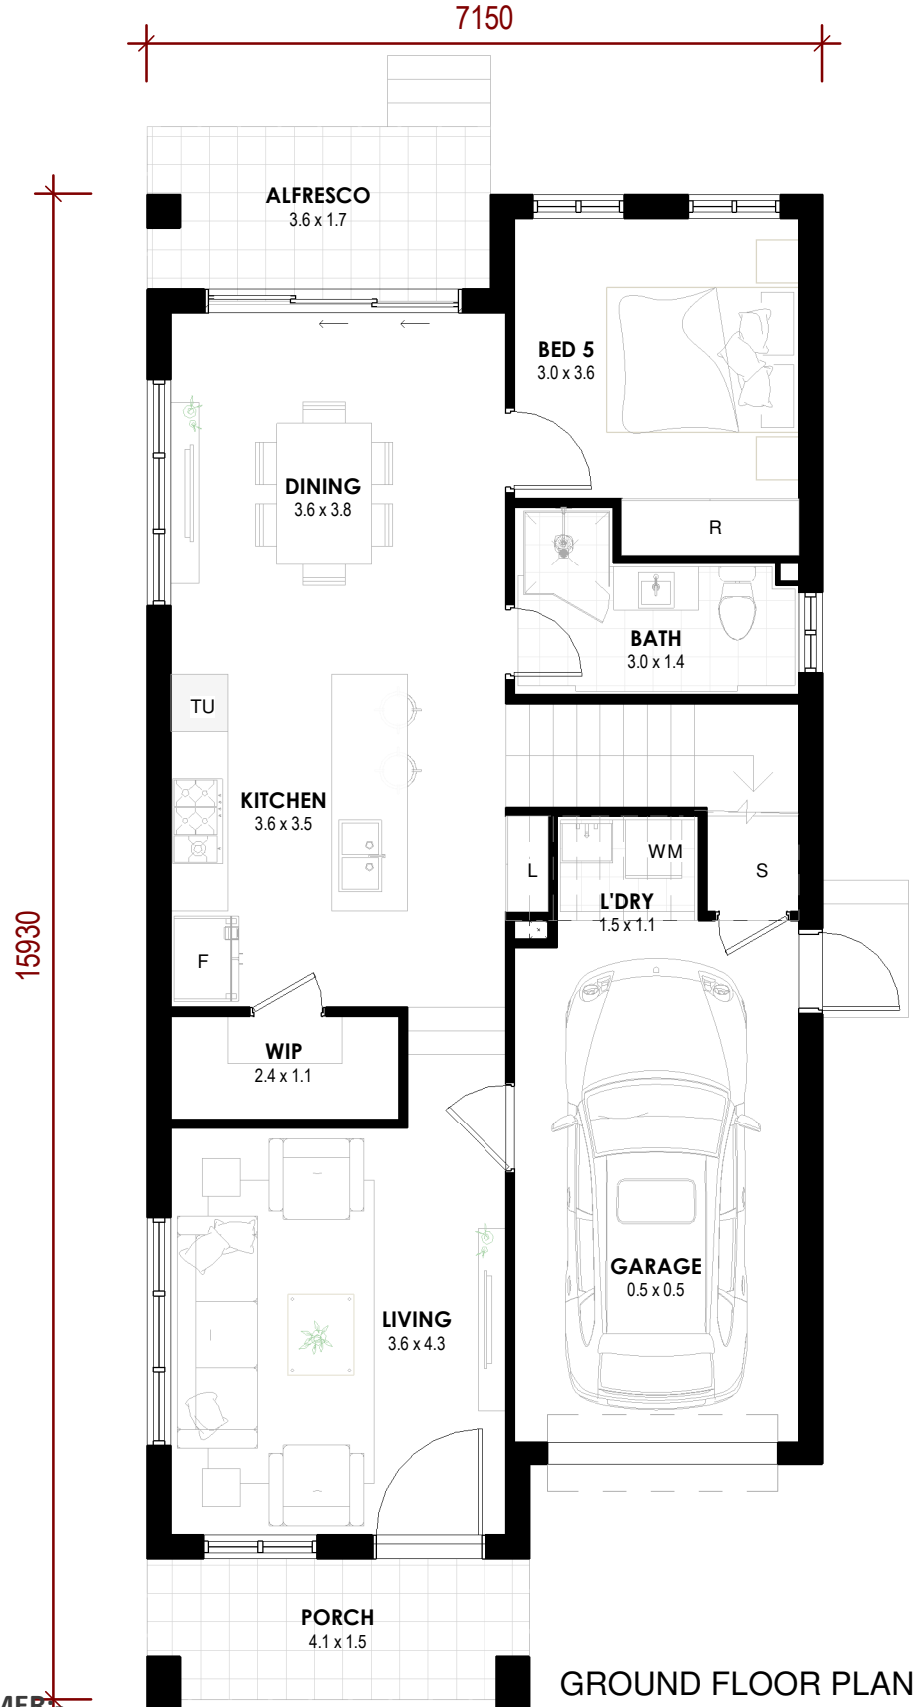 7150
ALFRESCO
3.6 x 1.7
BED 5
3.0 x 3.6
DINING
3.6 x 3.8
R
BATH
3.0 x 1.4
TU
KITCHEN
3.6 x 3.5
WM
L
S
L'DRY
1.5 x 1.1
15930
F
WIP
2.4 x 1.1
GARAGE
0.5 x 0.5
LIVING
3.6 x 4.3
PORCH
4.1 x 1.5
GROUND FLOOR PLAN